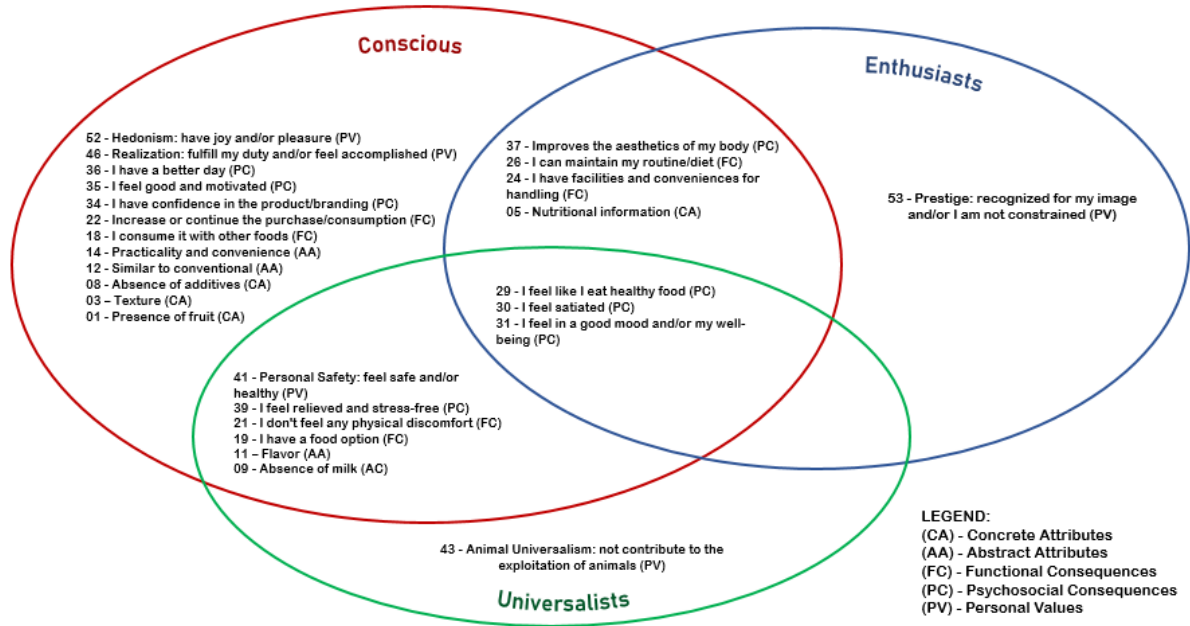 Conscious
Enthusiasts
52 - Hedonism: have joy and/or pleasure (PV)
46 - Realization: fulfill my duty and/or feel accomplished (PV)
36 - I have a better day (PC)
35 - I feel good and motivated (PC)
34 - I have confidence in the product/branding (PC)
22 - Increase or continue the purchase/consumption (FC)
18 - I consume it with other foods (FC)
14 - Practicality and convenience (AA)
12 - Similar to conventional (AA)
08 - Absence of additives (CA)
03 – Texture (CA)
01 - Presence of fruit (CA)
37 - Improves the aesthetics of my body (PC)
26 - I can maintain my routine/diet (FC)
24 - I have facilities and conveniences for
handling (FC)
05 - Nutritional information (CA)
53 - Prestige: recognized for my image
and/or I am not constrained (PV)
29 - I feel like I eat healthy food (PC)
30 - I feel satiated (PC)
31 - I feel in a good mood and/or my well-
being (PC)
41 - Personal Safety: feel safe and/or
healthy (PV)
39 - I feel relieved and stress-free (PC)
21 - I don't feel any physical discomfort (FC)
19 - I have a food option (FC)
11 – Flavor (AA)
09 - Absence of milk (AC)
43 - Animal Universalism: not contribute to the
exploitation of animals (PV)
Universalists
LEGEND:
(CA) - Concrete Attributes
(AA) - Abstract Attributes
(FC) - Functional Consequences
(PC) - Psychosocial Consequences
(PV) - Personal Values